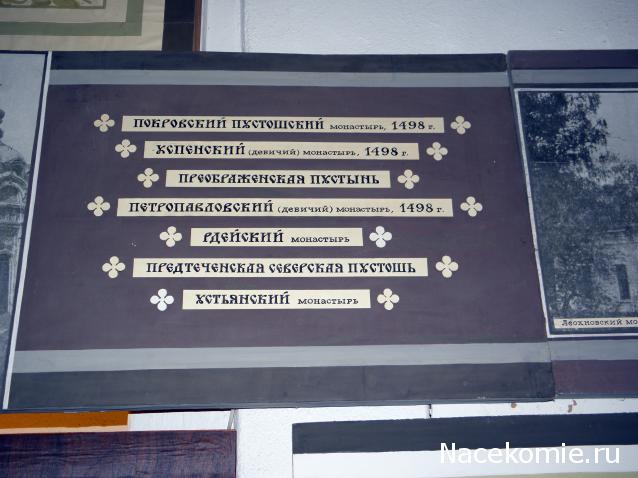 ПОКРОВСКИЙ ПУСТОШСКИЙ МОНАСТЫРЬ, 1498 г.
УСПЕНСКИЙ (ДЕВИЧИЙ) МОНАСТЫРЬ, 1498 г.
ПРЕОБРАЖЕНСКАЯ ПУСТЫНЬ
ПЕТРОПАВЛОВСКИЙ (ДЕВИЧИЙ) МОНАСТЫРЬ, 1498 г.
РДЕЙСКИЙ МОНАСТЫРЬ
ПРЕДТЕЧЕНСКАЯ СЕВЕРСКАЯ ПУСТОШЬ
УСТЬЯНСКИЙ МОНАСТЫРЬ
Леохновский мо
Nacekomie.ru